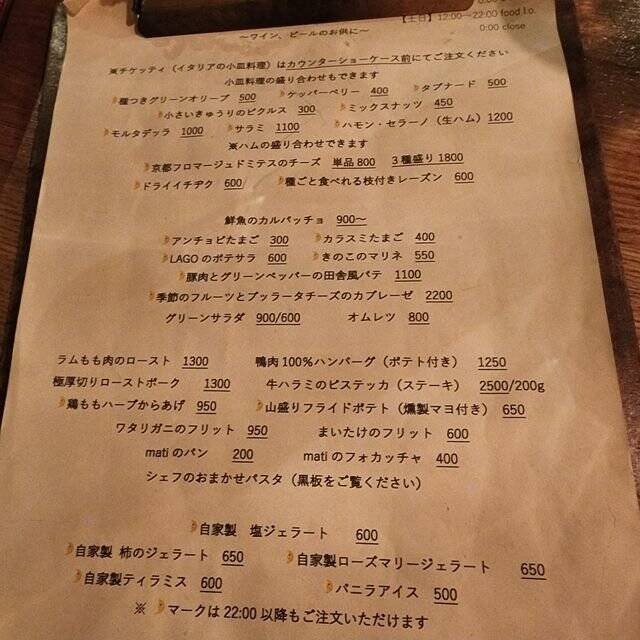 【土日】12:00〜22:00 food l.o.
0:00 close
〜ワイン、ビールのお供に〜
※チケッティ（イタリアの小皿料理）はカウンターショーケース前にてご注文ください
小皿料理の盛り合わせもできます
種つきグリーンオリーブ 500 ケッパーベリー 400 タプナード 500
小さいきゅうりのピクルス 300 ミックスナッツ 450
モルタデッラ 1000 サラミ 1100 ハモン・セラーノ（生ハム）1200
※ハムの盛り合わせできます
京都フロマージュドミテスのチーズ 単品800 3種盛り1800
ドライイチヂク 600 種ごと食べれる枝付きレーズン 600
鮮魚のカルパッチョ 900〜
アンチョビたまご 300 カラスミたまご 400
LAGOのポテサラ 600 きのこのマリネ 550
豚肉とグリーンペッパーの田舎風パテ 1100
季節のフルーツとブッラータチーズのカプレーゼ 2200
グリーンサラダ 900/600 オムレツ 800
ラムもも肉のロースト 1300 鴨肉100%ハンバーグ（ポテト付き） 1250
極厚切りローストポーク 1300 牛ハラミのビステッカ（ステーキ） 2500/200g
鶏ももハーブからあげ 950 山盛りフライドポテト（燻製マヨ付き） 650
ワタリガニのフリット 950 まいたけのフリット 600
matiのパン 200 matiのフォカッチャ 400
シェフのおまかせパスタ（黒板をご覧ください）
自家製 塩ジェラート 600
自家製 柿のジェラート 650 自家製ローズマリージェラート 650
自家製ティラミス 600 バニラアイス 500
※ マークは22:00以降もご注文いただけます